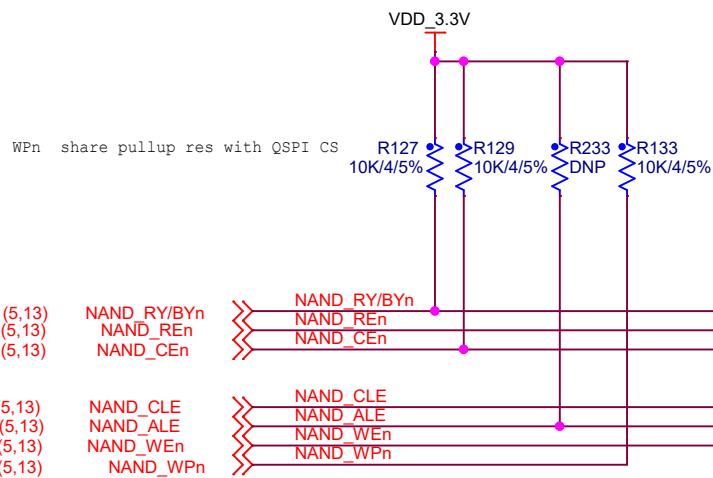 VDD_3.3V
WPn share pullup res with QSPI CS
R127
10K/4/5%
R129
10K/4/5%
R233
DNP
R133
10K/4/5%
(5,13) NAND_RY/BYn NAND_RY/BYn
(5,13) NAND_REn NAND_REn
(5,13) NAND_CEn NAND_CEn
5,13) NAND_CLE NAND_CLE
(5,13) NAND_ALE NAND_ALE
(5,13) NAND_WEn NAND_WEn
(5,13) NAND_WPn NAND_WPn